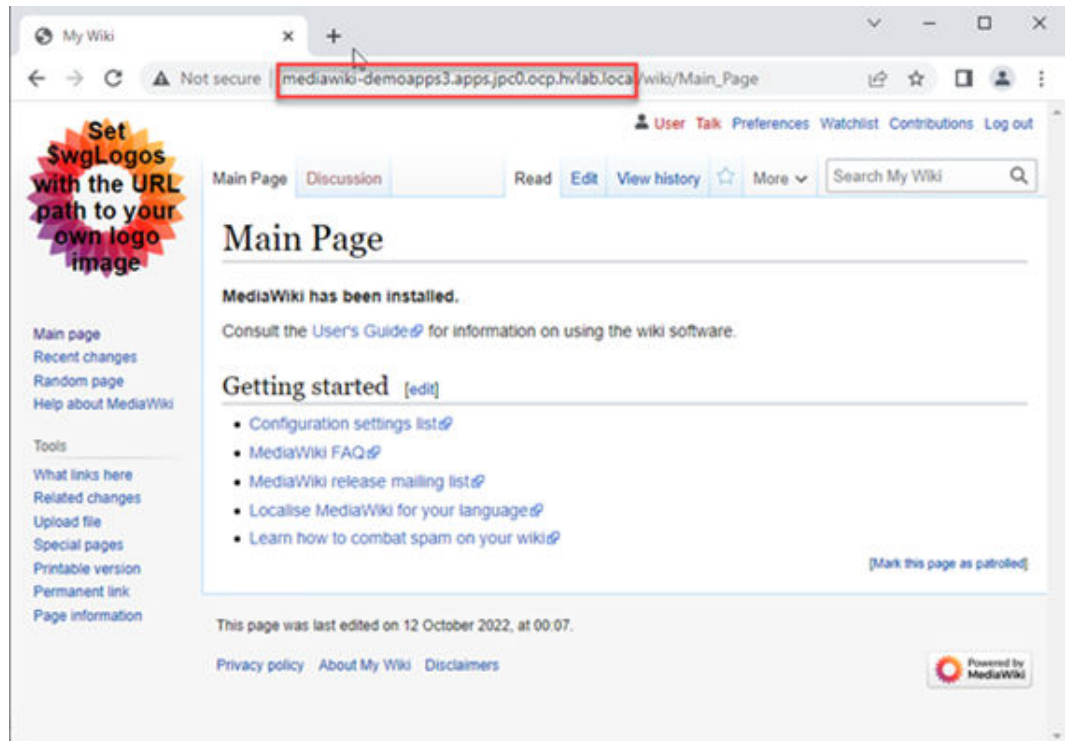 My Wiki
Not secure mediawiki-demoapps3.apps.jpc0.ocp.hvlab.local/wiki/Main_Page
Set
$wgLogos
with the URL
path to your
own logo
image
User Talk Preferences Watchlist Contributions Log out
Main Page Discussion Read Edit View history More Search My Wiki
Main Page
MediaWiki has been installed.
Consult the User's Guide for information on using the wiki software.
Getting started [edit]
Configuration settings list
MediaWiki FAQ
MediaWiki release mailing list
Localise MediaWiki for your language
Learn how to combat spam on your wiki
[Mark this page as patrolled]
Main page
Recent changes
Random page
Help about MediaWiki
Tools
What links here
Related changes
Upload file
Special pages
Printable version
Permanent link
Page information
This page was last edited on 12 October 2022, at 00:07.
Privacy policy About My Wiki Disclaimers
Powered by
MediaWiki